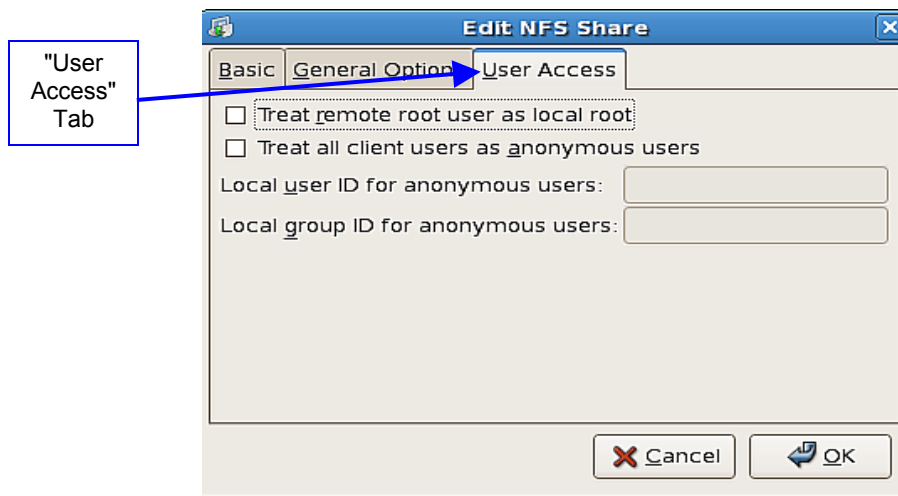 Edit NFS Share
"User
Access"
Tab
Basic General Option User Access
Treat remote root user as local root
Treat all client users as anonymous users
Local user ID for anonymous users:
Local group ID for anonymous users:
Cancel OK